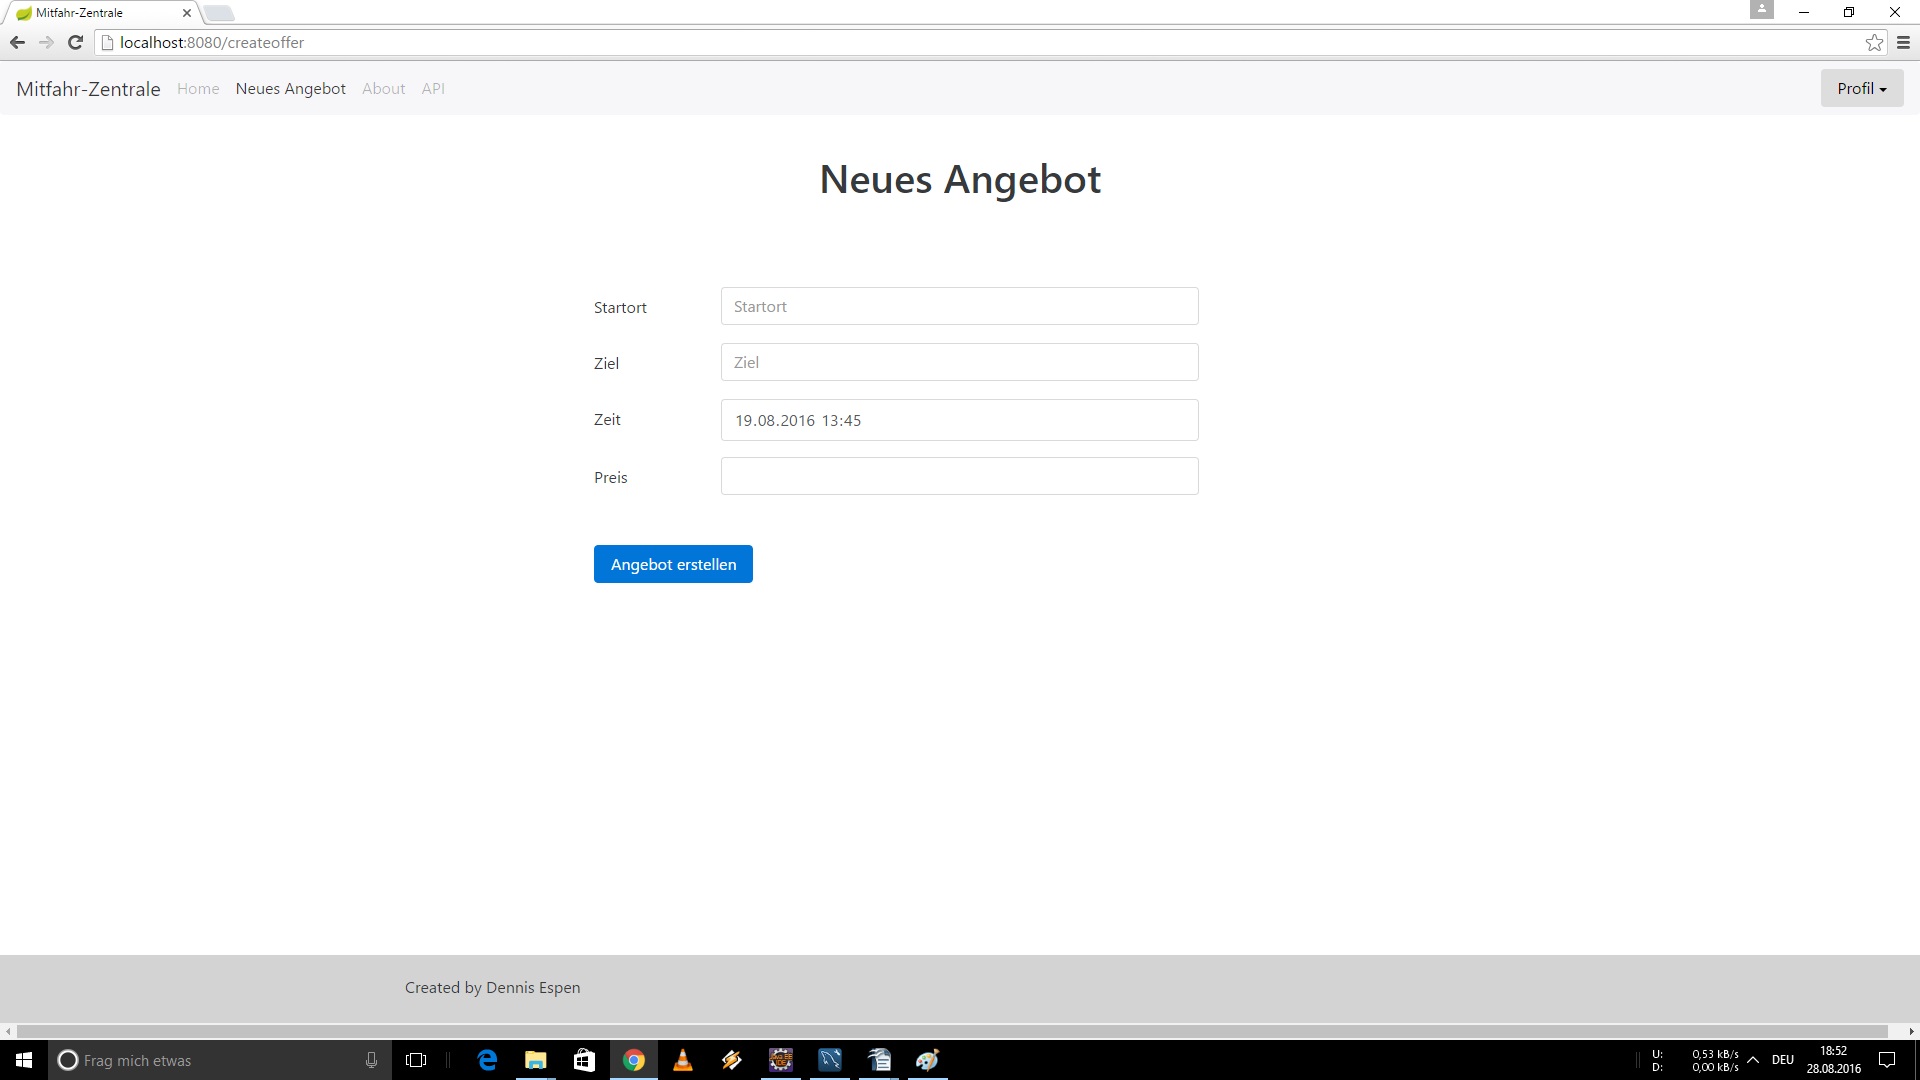 Mitfahr-Zentrale
localhost:8080/createoffer
Mitfahr-Zentrale Home Neues Angebot About API Profil
Neues Angebot
Startort Startort
Ziel Ziel
Zeit 19.08.2016 13:45
Preis
Angebot erstellen
Created by Dennis Espen
Frag mich etwas
U: 0,53 kB/s
D: 0,00 kB/s
DEU
18:52
28.08.2016